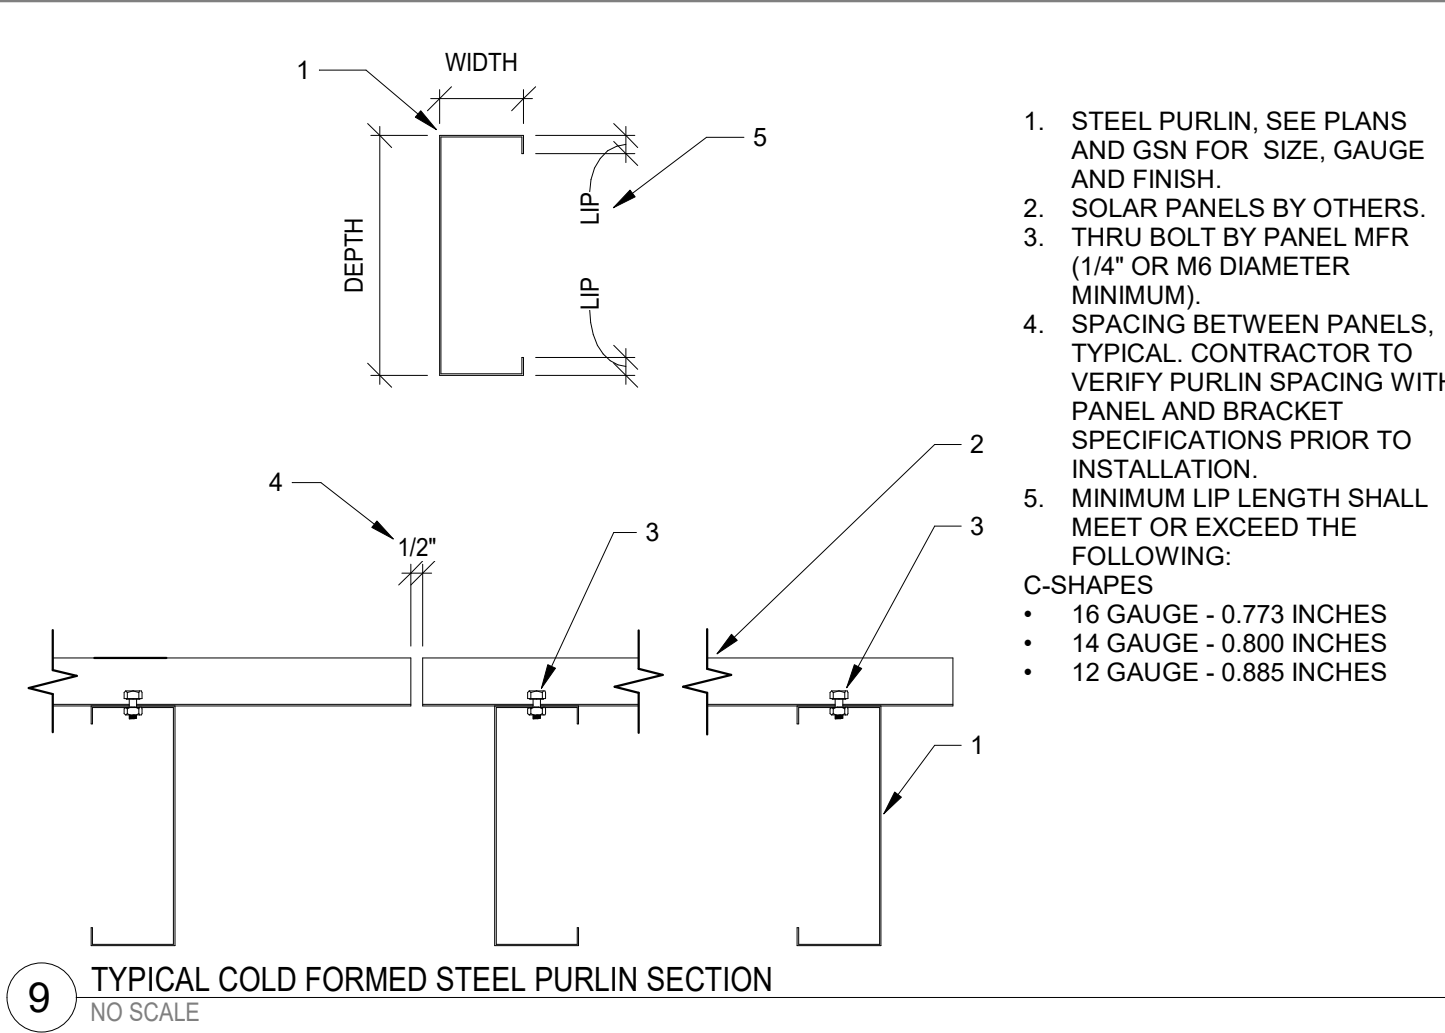 1
WIDTH
5
LIP
DEPTH
LIP
2
4
1/2"
3
3
1
1. STEEL PURLIN, SEE PLANS
AND GSN FOR SIZE, GAUGE
AND FINISH.
2. SOLAR PANELS BY OTHERS.
3. THRU BOLT BY PANEL MFR
(1/4" OR M6 DIAMETER
MINIMUM).
4. SPACING BETWEEN PANELS,
TYPICAL. CONTRACTOR TO
VERIFY PURLIN SPACING WITH
PANEL AND BRACKET
SPECIFICATIONS PRIOR TO
INSTALLATION.
5. MINIMUM LIP LENGTH SHALL
MEET OR EXCEED THE
FOLLOWING:
C-SHAPES
• 16 GAUGE - 0.773 INCHES
• 14 GAUGE - 0.800 INCHES
• 12 GAUGE - 0.885 INCHES
9 TYPICAL COLD FORMED STEEL PURLIN SECTION
NO SCALE